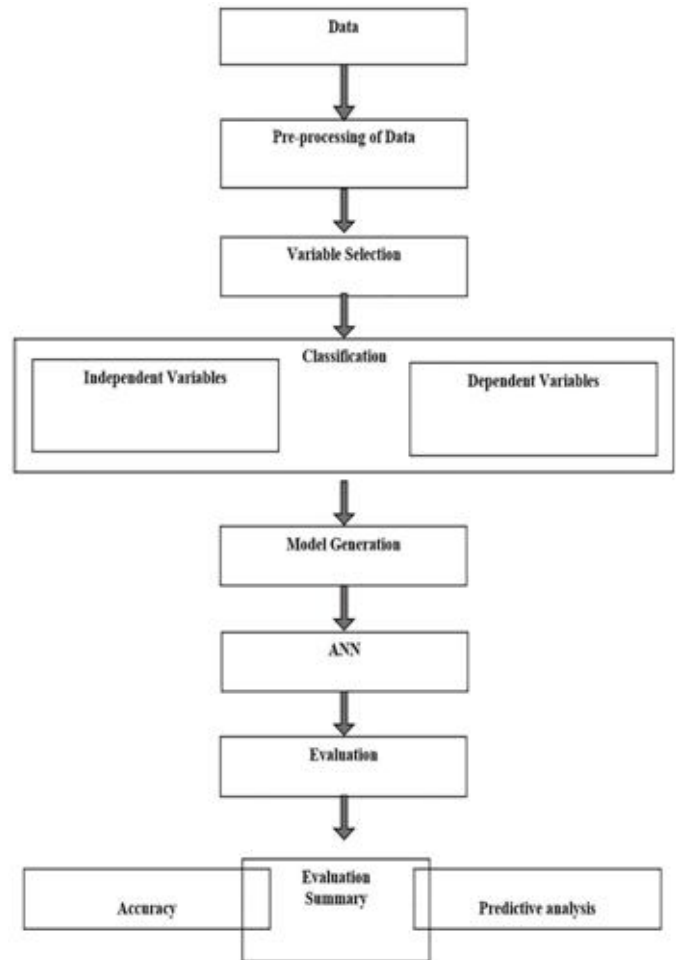 Data
Pre-processing of Data
Variable Selection
Classification
Independent Variables
Dependent Variables
Model Generation
ANN
Evaluation
Evaluation
Summary
Accuracy
Predictive analysis